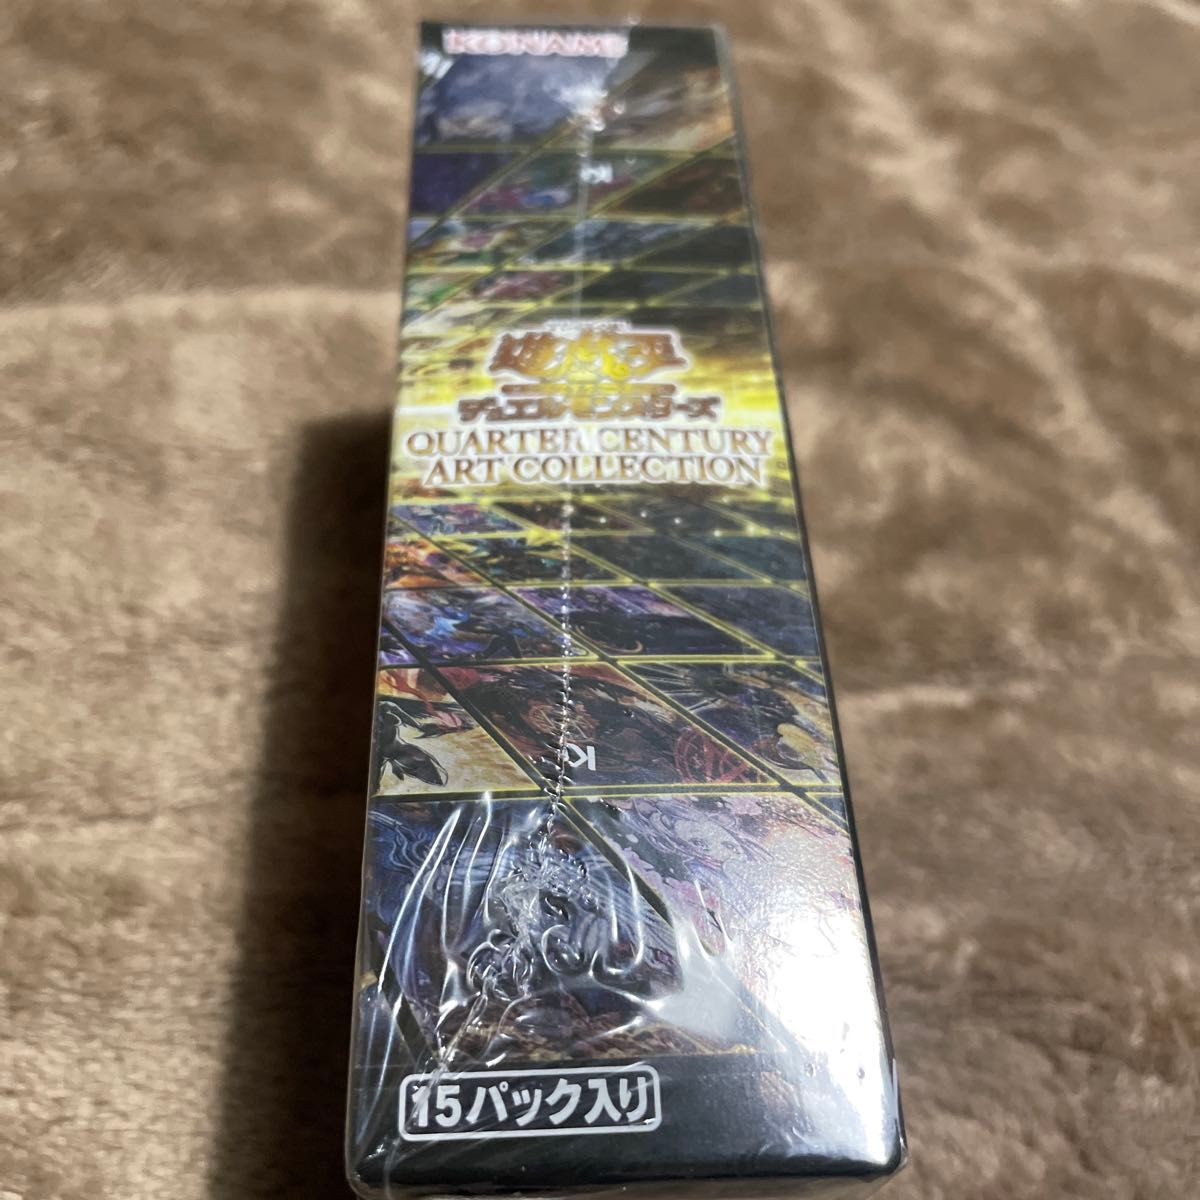 KONAMI
K
遊戯王
デュエルモンスターズ
QUARTER CENTURY
ART COLLECTION
K
15パック入り